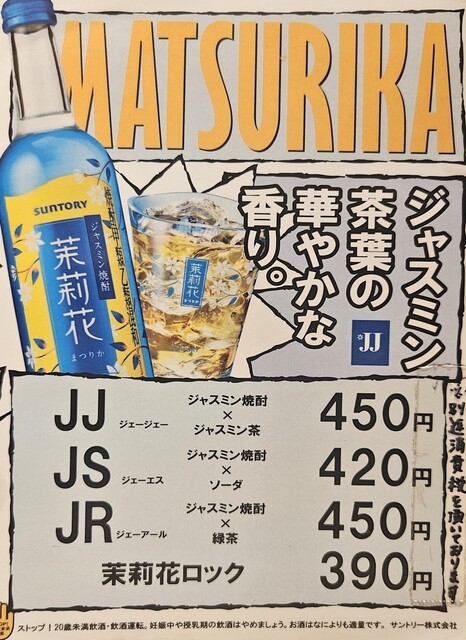 MATSURIKA
ジャスミン
茶葉の
華やかな
香り。
JJ
SUNTORY
ジャスミン焼酎
茉莉花
まつりか
茉莉花
まつりか
JJ ジェージェー ジャスミン焼酎×ジャスミン茶 450円
JS ジェーエス ジャスミン焼酎×ソーダ 420円
JR ジェーアール ジャスミン焼酎×緑茶 450円
茉莉花ロック 390円
※別途消費税を頂いております
ストップ!20歳未満飲酒・飲酒運転。妊娠中や授乳期の飲酒はやめましょう。お酒はなによりも適量です。 サントリー株式会社